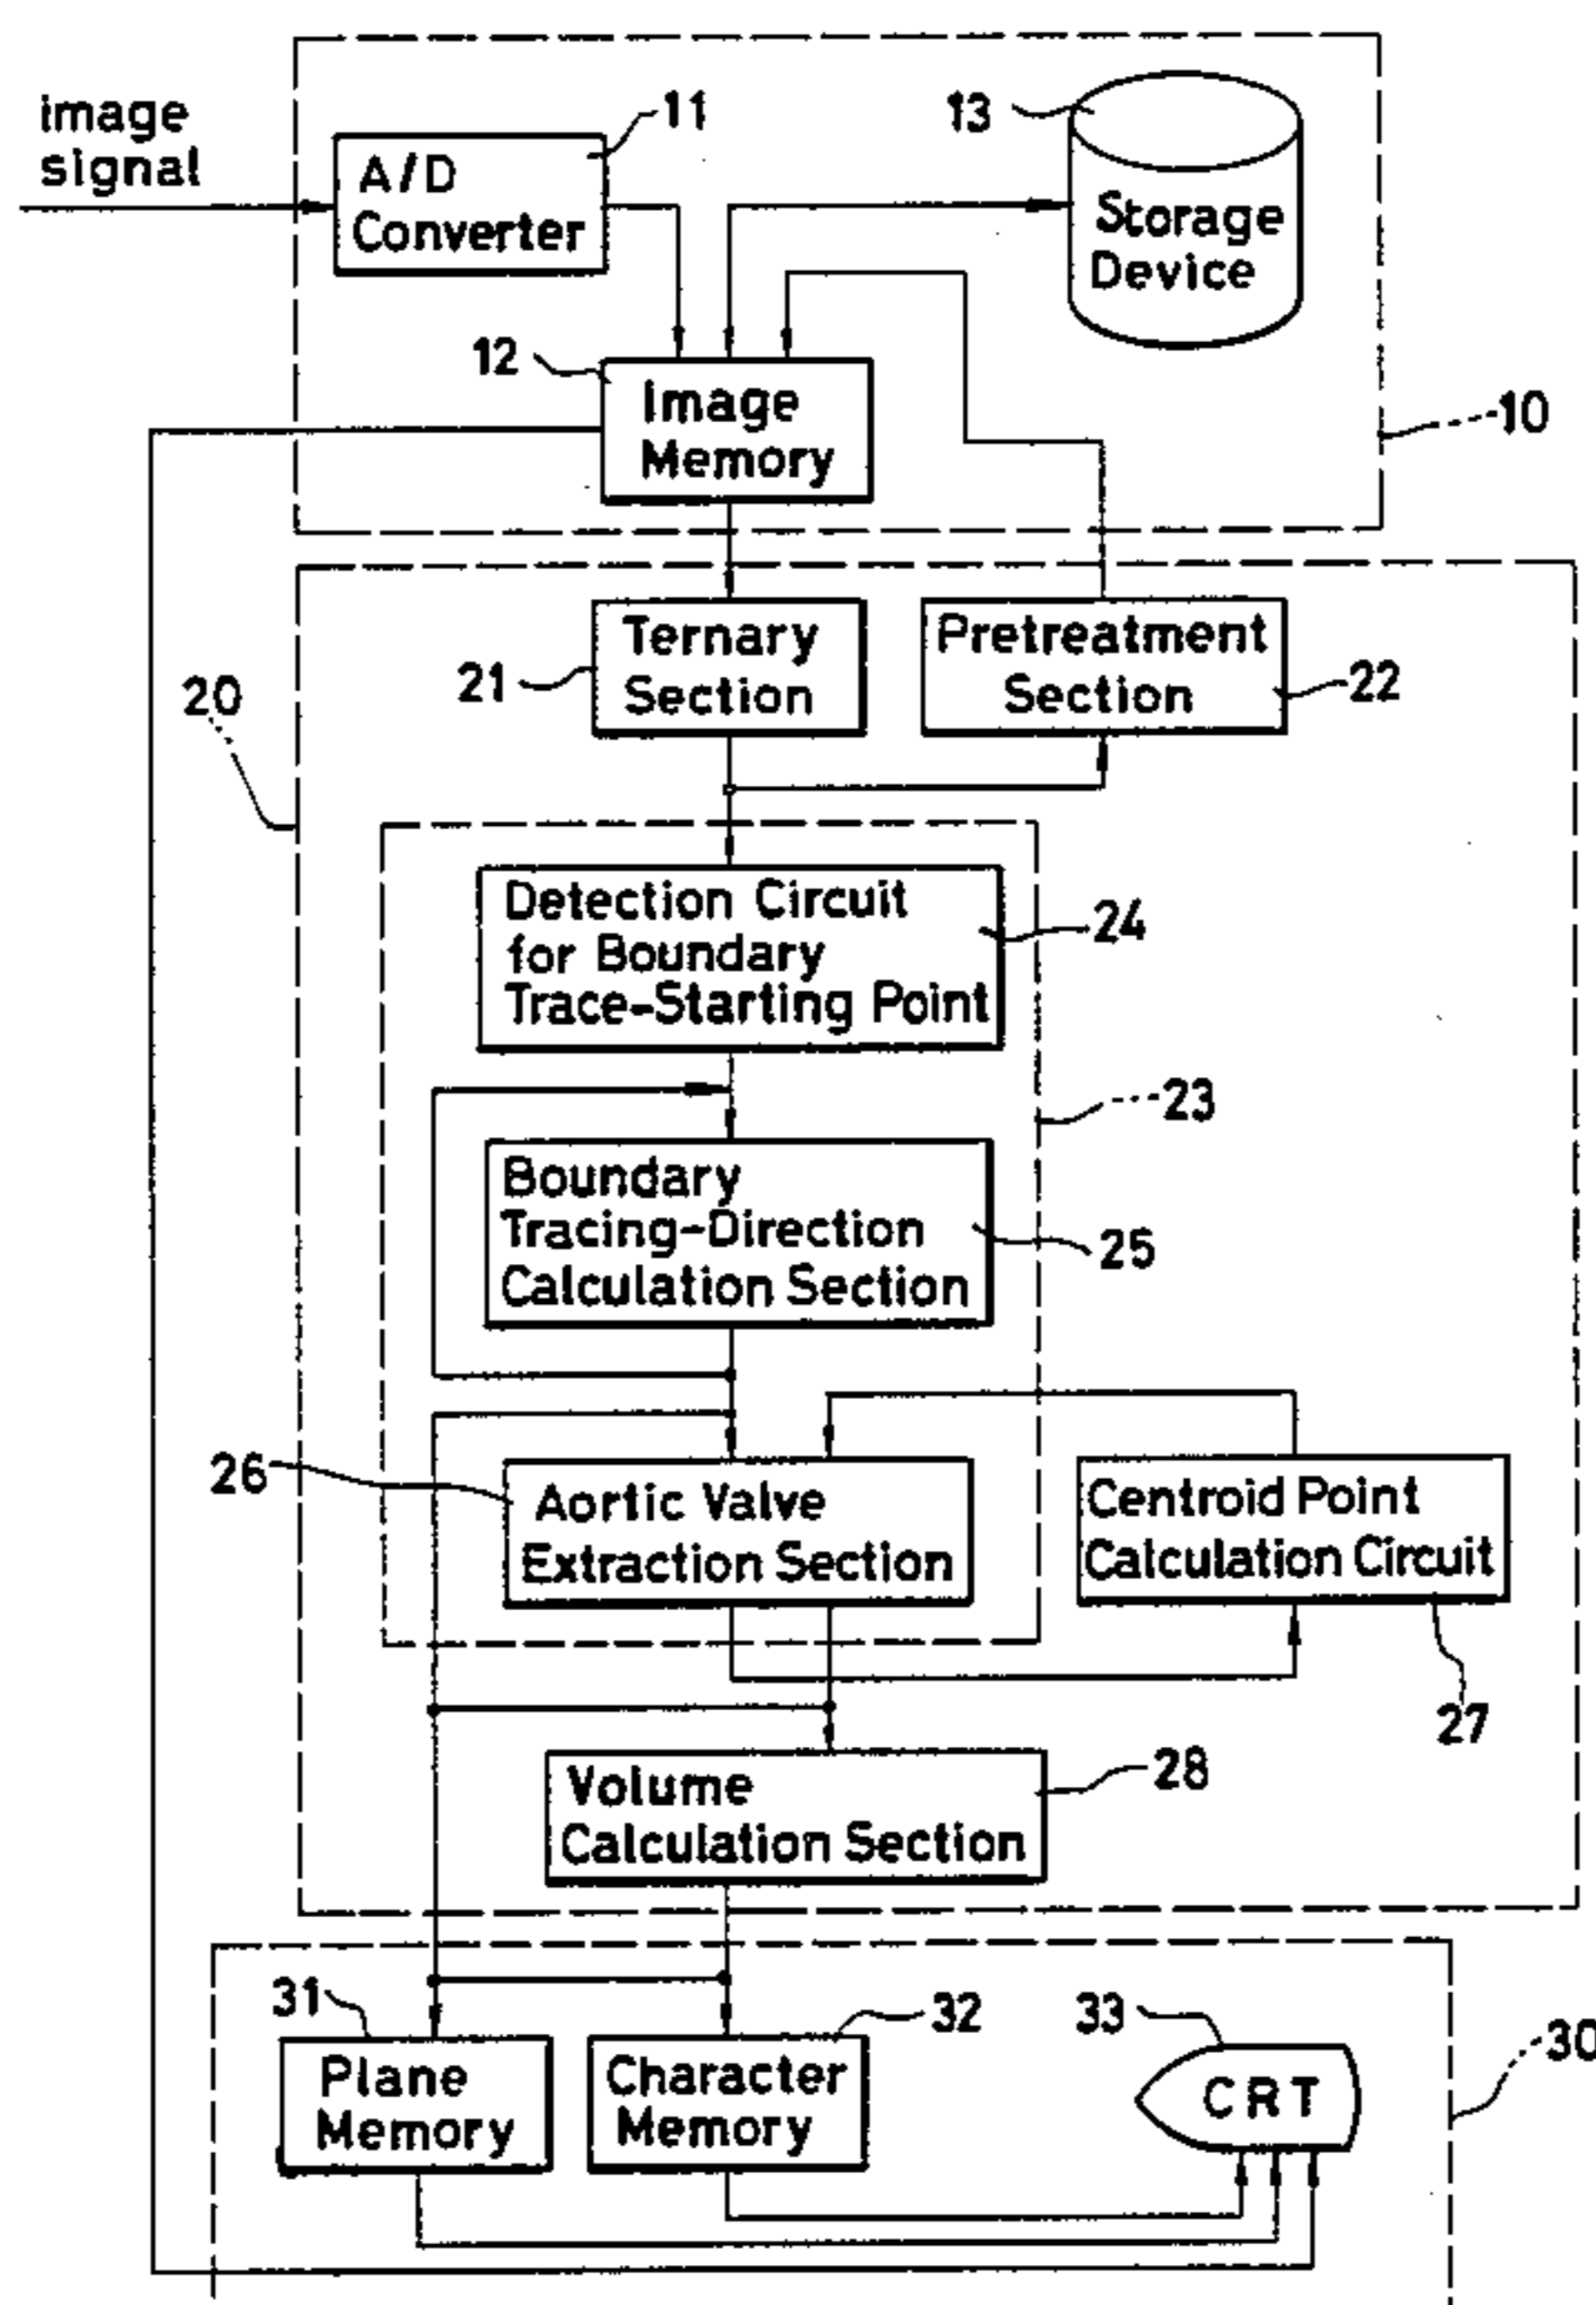 image
signal
A/D
Converter
11
13
Storage
Device
12
Image
Memory
10
Ternary
Section
21
Pretreatment
Section
22
20
Detection Circuit
for Boundary
Trace-Starting Point
24
23
Boundary
Tracing-Direction
Calculation Section
25
26
Aortic Valve
Extraction Section
Centroid Point
Calculation Circuit
27
Volume
Calculation Section
28
31
Plane
Memory
32
Character
Memory
33
CRT
30